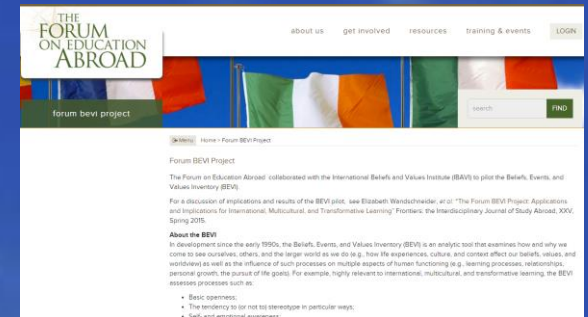 THE
FORUM
ON EDUCATION
ABROAD
about us get involved resources training & events LOGIN
forum bevi project
search FIND
Menu Home > Forum BEVI Project
Forum BEVI Project
The Forum on Education Abroad collaborated with the International Beliefs and Values Institute (IBAVI) to pilot the Beliefs, Events, and
Values Inventory (BEVI).
For a discussion of implications and results of the BEVI pilot, see Elizabeth Wandschneider, et al. "The Forum BEVI Project: Applications
and Implications for International, Multicultural, and Transformative Learning" Frontiers: the Interdisciplinary Journal of Study Abroad, XXV,
Spring 2015.
About the BEVI
In development since the early 1990s, the Beliefs, Events, and Values Inventory (BEVI) is an analytic tool that examines how and why we
come to see ourselves, others, and the larger world as we do (e.g., how life experiences, culture, and context affect our beliefs, values, and
worldview) as well as the influence of such processes on multiple aspects of human functioning (e.g., learning processes, relationships,
personal growth, the pursuit of life goals). For example, highly relevant to international, multicultural, and transformative learning, the BEVI
assesses processes such as:
• Basic openness;
• The tendency to (or not to) stereotype in particular ways;
• Self- and emotional awareness;